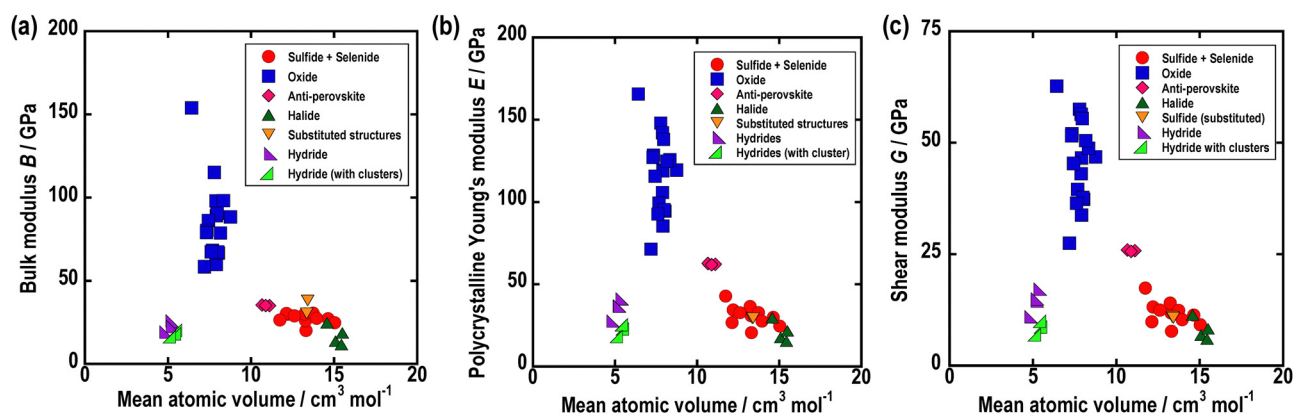 (a)
200
150
100
50
0
Bulk modulus B / GPa
0 5 10 15 20
Mean atomic volume / cm³ mol⁻¹
Sulfide + Selenide
Oxide
Anti-perovskite
Halide
Substituted structures
Hydride
Hydride (with clusters)
(b)
200
150
100
50
0
Polycrystalline Young's modulus E / GPa
0 5 10 15 20
Mean atomic volume / cm³ mol⁻¹
Sulfide + Selenide
Oxide
Anti-perovskite
Halide
Substituted structures
Hydrides
Hydrides (with cluster)
(c)
75
50
25
0
Shear modulus G / GPa
0 5 10 15 20
Mean atomic volume / cm³ mol⁻¹
Sulfide + Selenide
Oxide
Anti-perovskite
Halide
Sulfide (substituted)
Hydride
Hydride with clusters